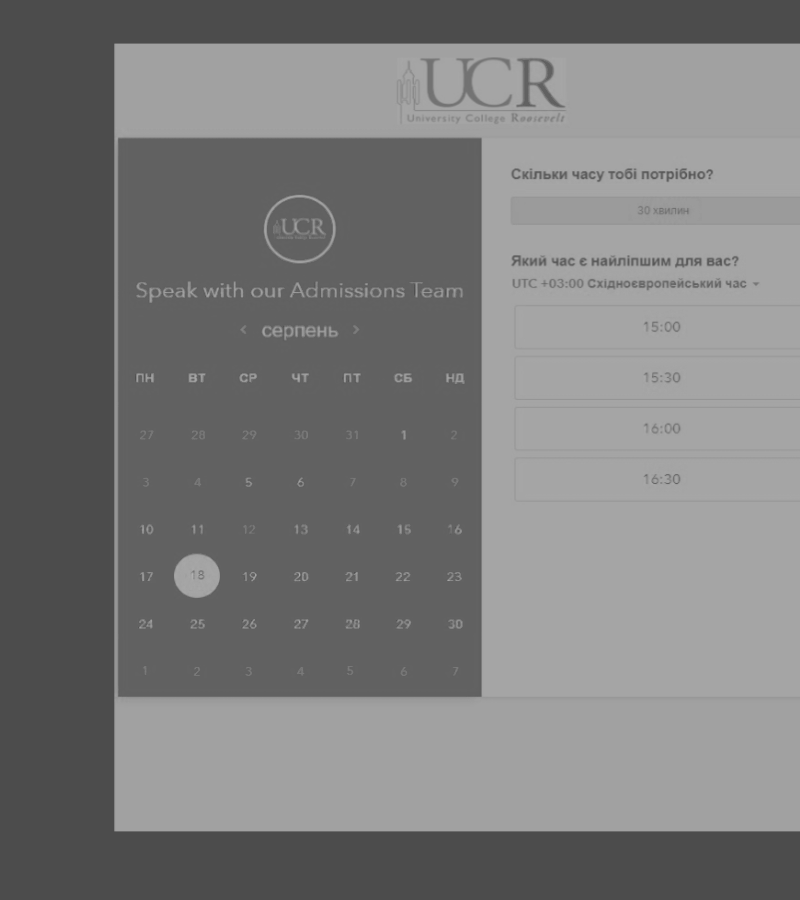 UCR
University College Roosevelt
UCR
Speak with our Admissions Team
‹ серпень ›
ПН ВТ СР ЧТ ПТ СБ НД
27 28 29 30 31 1 2
3 4 5 6 7 8 9
10 11 12 13 14 15 16
17 18 19 20 21 22 23
24 25 26 27 28 29 30
1 2 3 4 5 6 7
Скільки часу тобі потрібно?
30 хвилин
Який час є найліпшим для вас?
UTC +03:00 Східноєвропейський час
15:00
15:30
16:00
16:30